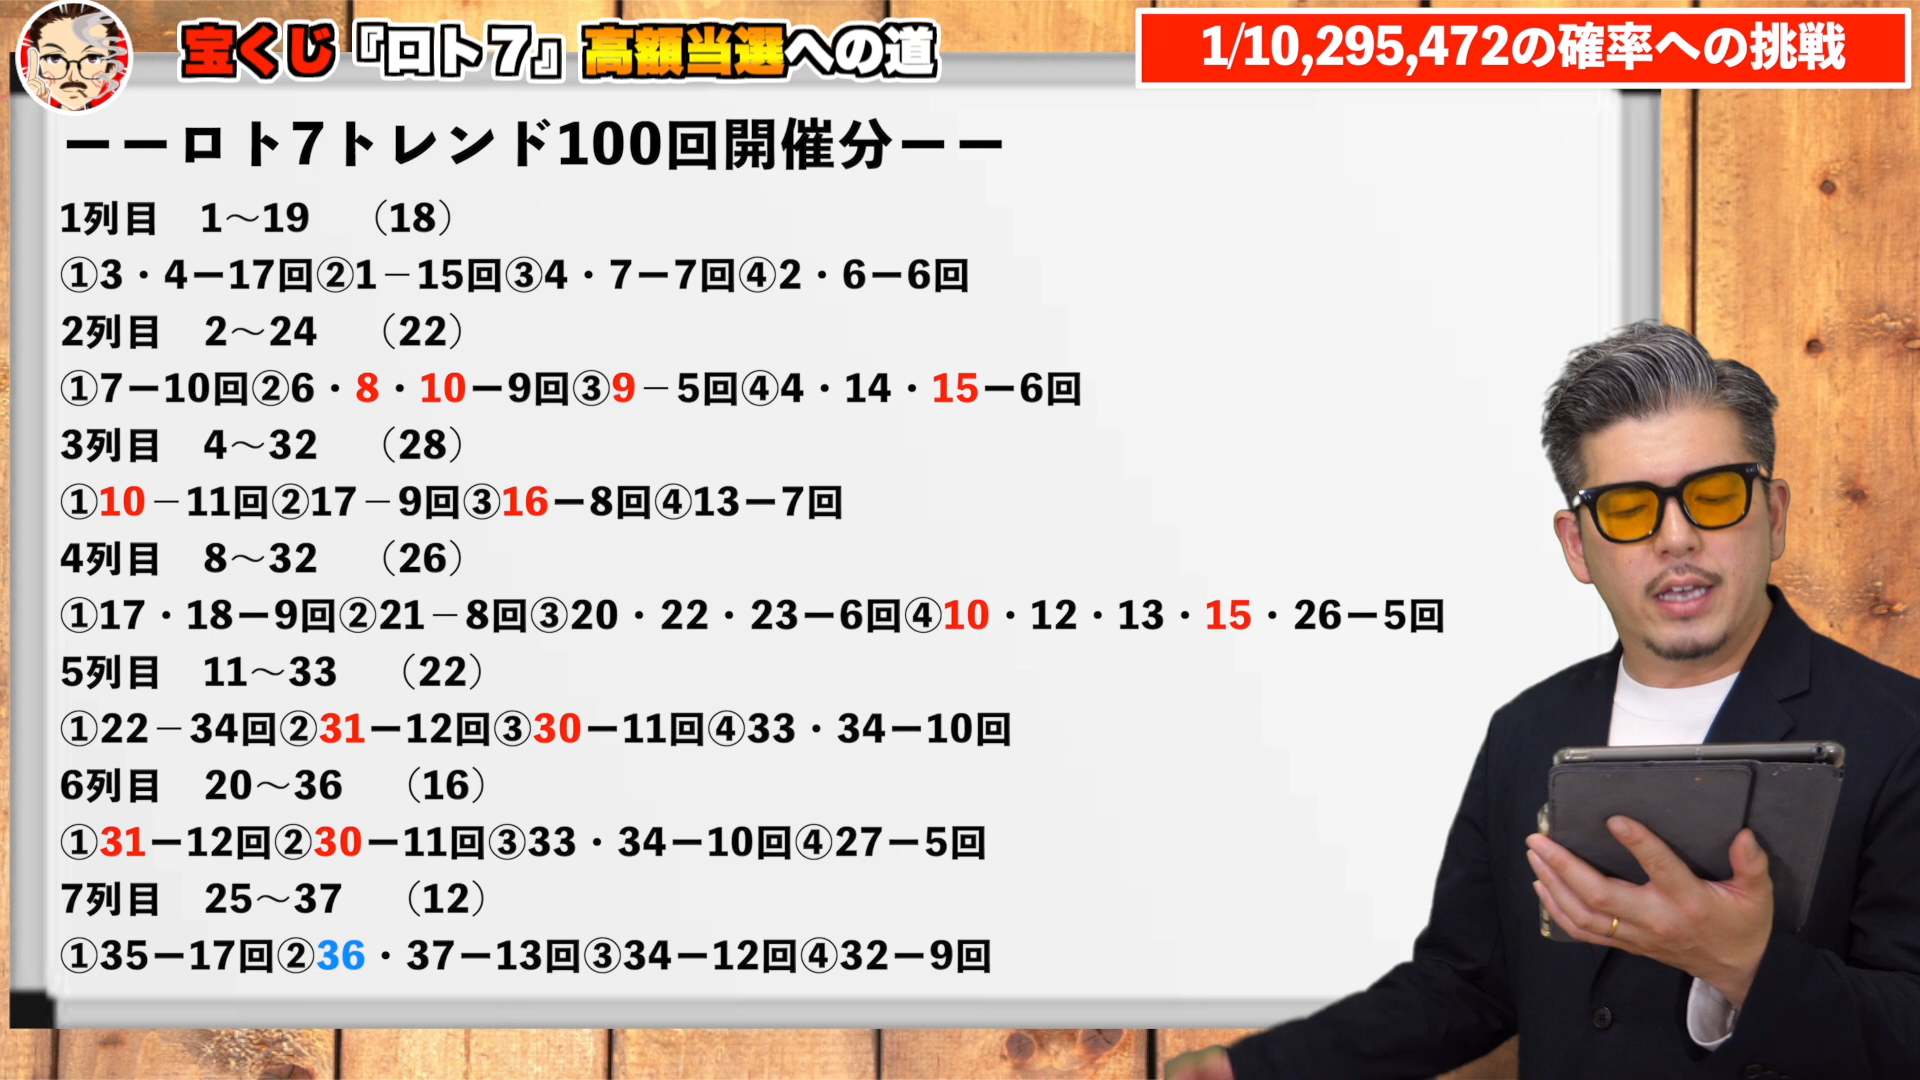 宝くじ『ロト7』高額当選への道
1/10,295,472の確率への挑戦
ーーロト7トレンド100回開催分ーー
1列目　1～19　（18）
①3・4ー17回②1－15回③4・7ー7回④2・6ー6回
2列目　2～24　（22）
①7ー10回②6・8・10ー9回③9－5回④4・14・15ー6回
3列目　4～32　（28）
①10－11回②17－9回③16ー8回④13ー7回
4列目　8～32　（26）
①17・18ー9回②21－8回③20・22・23ー6回④10・12・13・15・26ー5回
5列目　11～33　（22）
①22－34回②31ー12回③30ー11回④33・34ー10回
6列目　20～36　（16）
①31ー12回②30ー11回③33・34ー10回④27ー5回
7列目　25～37　（12）
①35ー17回②36・37ー13回③34ー12回④32ー9回